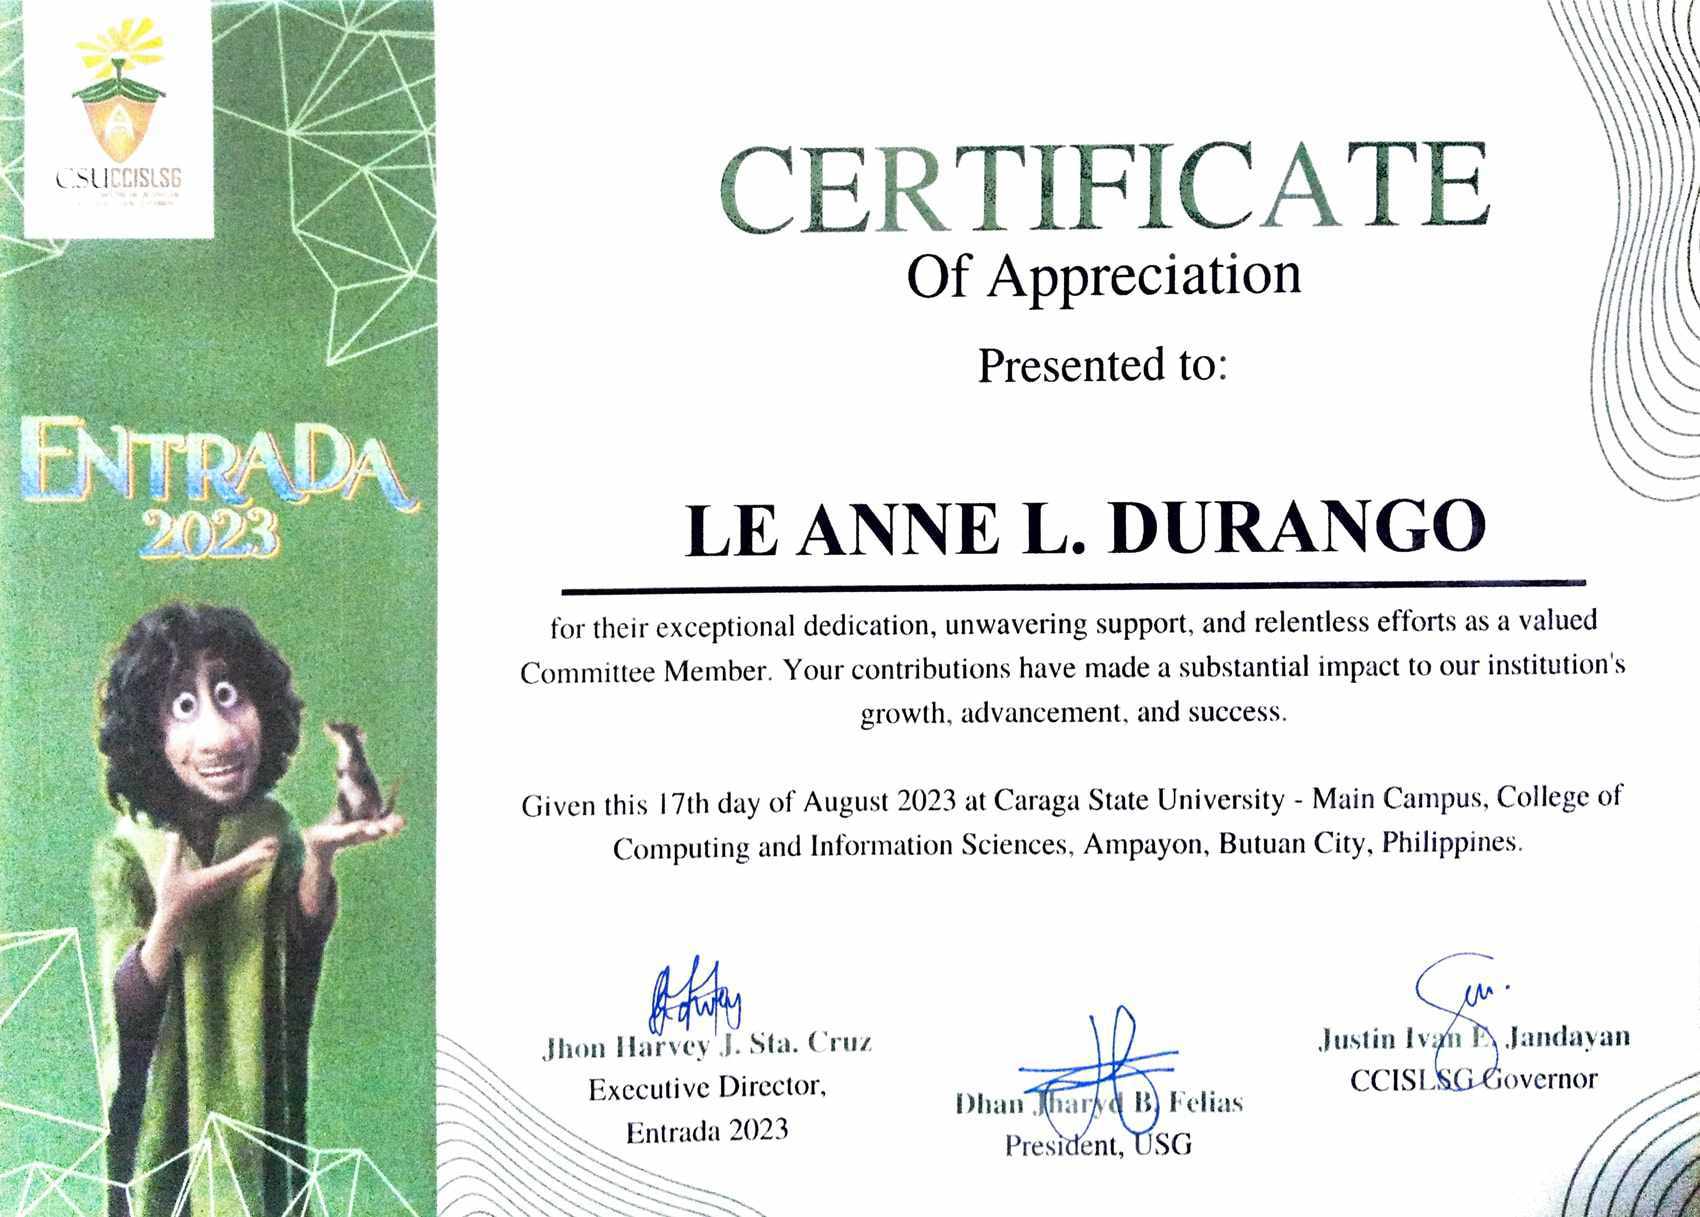 CSUCCISLSG
ENTRADA
2023
CERTIFICATE
Of Appreciation
Presented to:
LE ANNE L. DURANGO
for their exceptional dedication, unwavering support, and relentless efforts as a valued
Committee Member. Your contributions have made a substantial impact to our institution's
growth, advancement, and success.
Given this 17th day of August 2023 at Caraga State University - Main Campus, College of
Computing and Information Sciences, Ampayon, Butuan City, Philippines.
Jhon Harvey J. Sta. Cruz
Executive Director,
Entrada 2023
Dhan Jharyd B. Felias
President, USG
Justin Ivan E. Jandayan
CCISLSG Governor